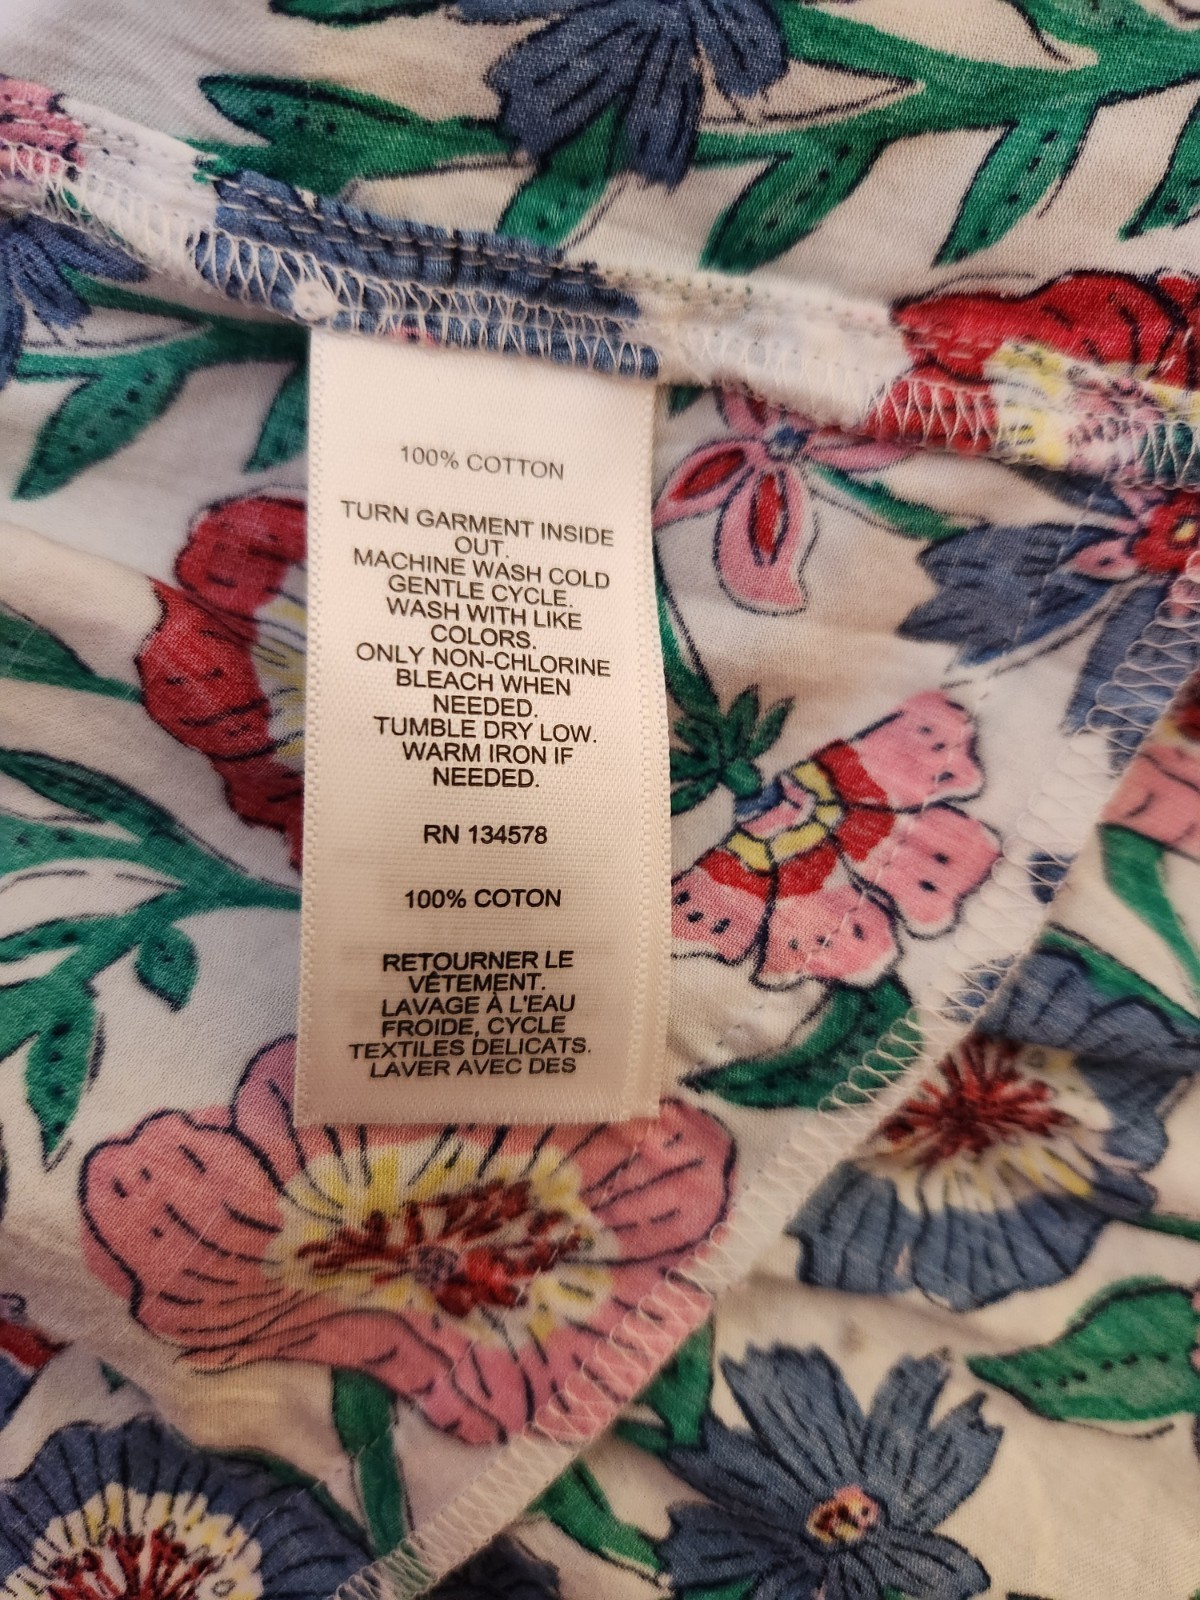 100% COTTON
TURN GARMENT INSIDE
OUT.
MACHINE WASH COLD
GENTLE CYCLE.
WASH WITH LIKE
COLORS.
ONLY NON-CHLORINE
BLEACH WHEN
NEEDED.
TUMBLE DRY LOW.
WARM IRON IF
NEEDED.
RN 134578
100% COTON
RETOURNER LE
VÊTEMENT.
LAVAGE À L'EAU
FROIDE, CYCLE
TEXTILES DELICATS.
LAVER AVEC DES